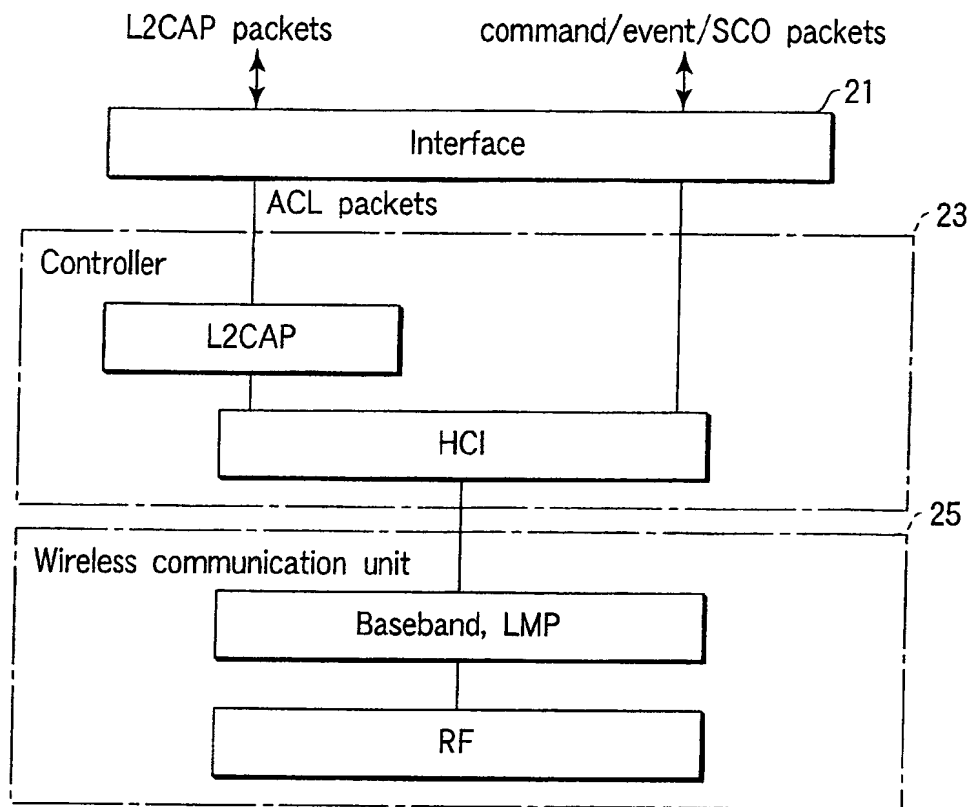 L2CAP packets
command/event/SCO packets
21
Interface
ACL packets
23
Controller
L2CAP
HCI
25
Wireless communication unit
Baseband, LMP
RF